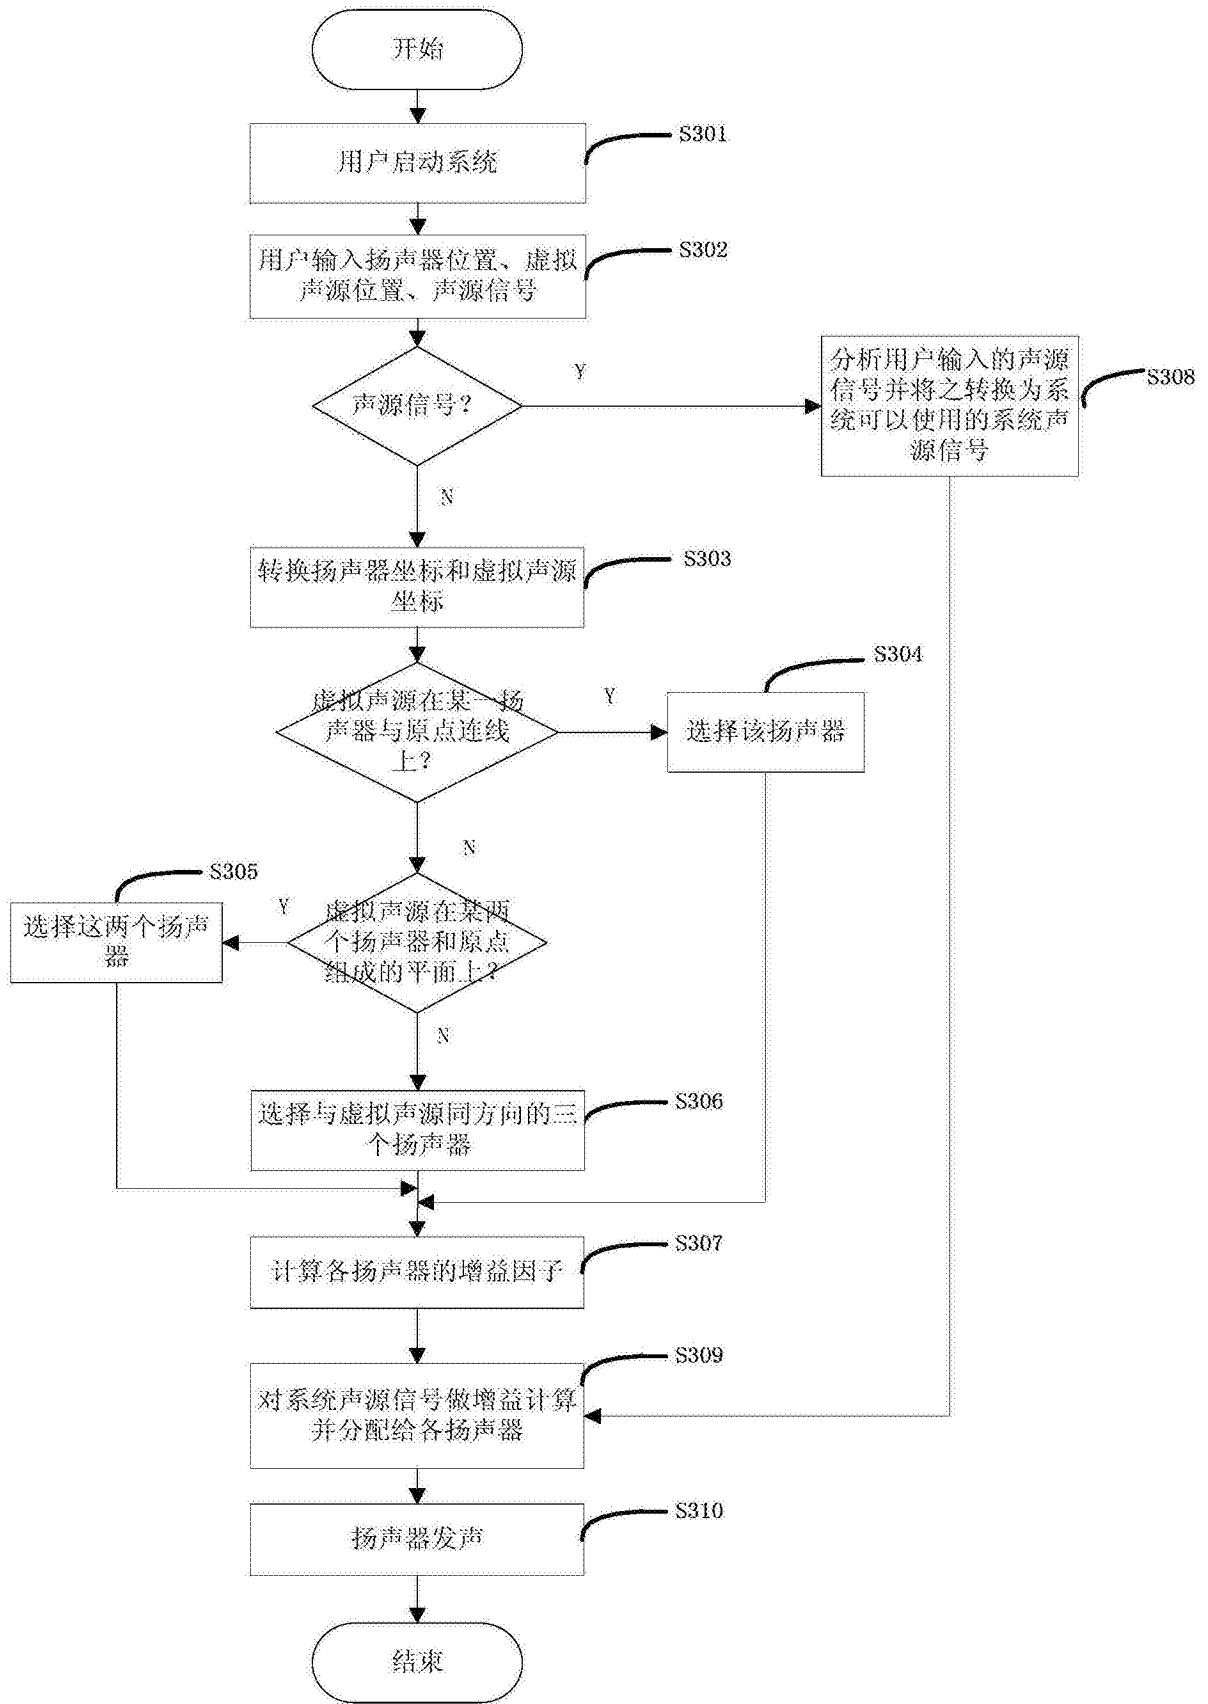 开始
S301
用户启动系统
S302
用户输入扬声器位置、虚拟
声源位置、声源信号
Y
声源信号？
分析用户输入的声源
信号并将之转换为系
统可以使用的系统声
源信号
S308
N
S303
转换扬声器坐标和虚拟声源
坐标
S304
虚拟声源在某一扬
声器与原点连线
上？
Y
选择该扬声器
N
S305
选择这两个扬声
器
Y
虚拟声源在某两
个扬声器和原点
组成的平面上？
N
S306
选择与虚拟声源同方向的三
个扬声器
S307
计算各扬声器的增益因子
S309
对系统声源信号做增益计算
并分配给各扬声器
S310
扬声器发声
结束